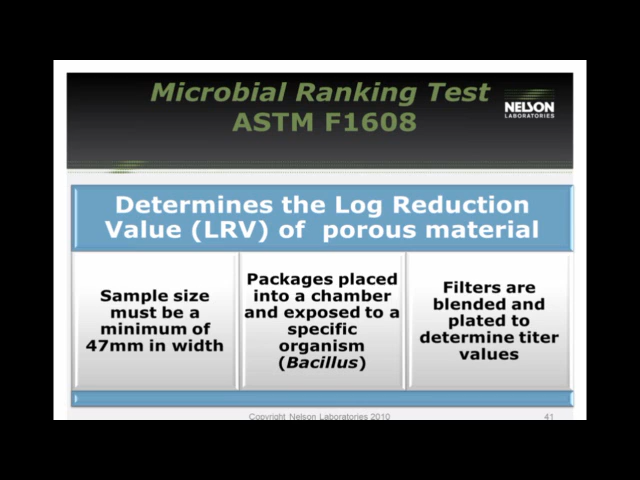 Microbial Ranking Test
ASTM F1608
NELSON
LABORATORIES
Determines the Log Reduction
Value (LRV) of porous material
Sample size
must be a
minimum of
47mm in width
Packages placed
into a chamber
and exposed to a
specific
organism
(Bacillus)
Filters are
blended and
plated to
determine titer
values
Copyright Nelson Laboratories 2010
41